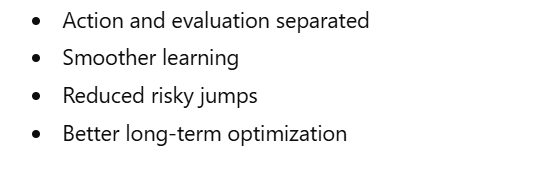 • Action and evaluation separated
• Smoother learning
• Reduced risky jumps
• Better long-term optimization